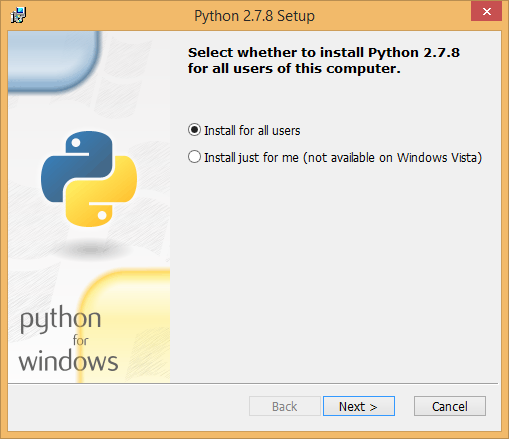 Python 2.7.8 Setup
Select whether to install Python 2.7.8
for all users of this computer.
Install for all users
Install just for me (not available on Windows Vista)
python
for
windows
Back
Next >
Cancel